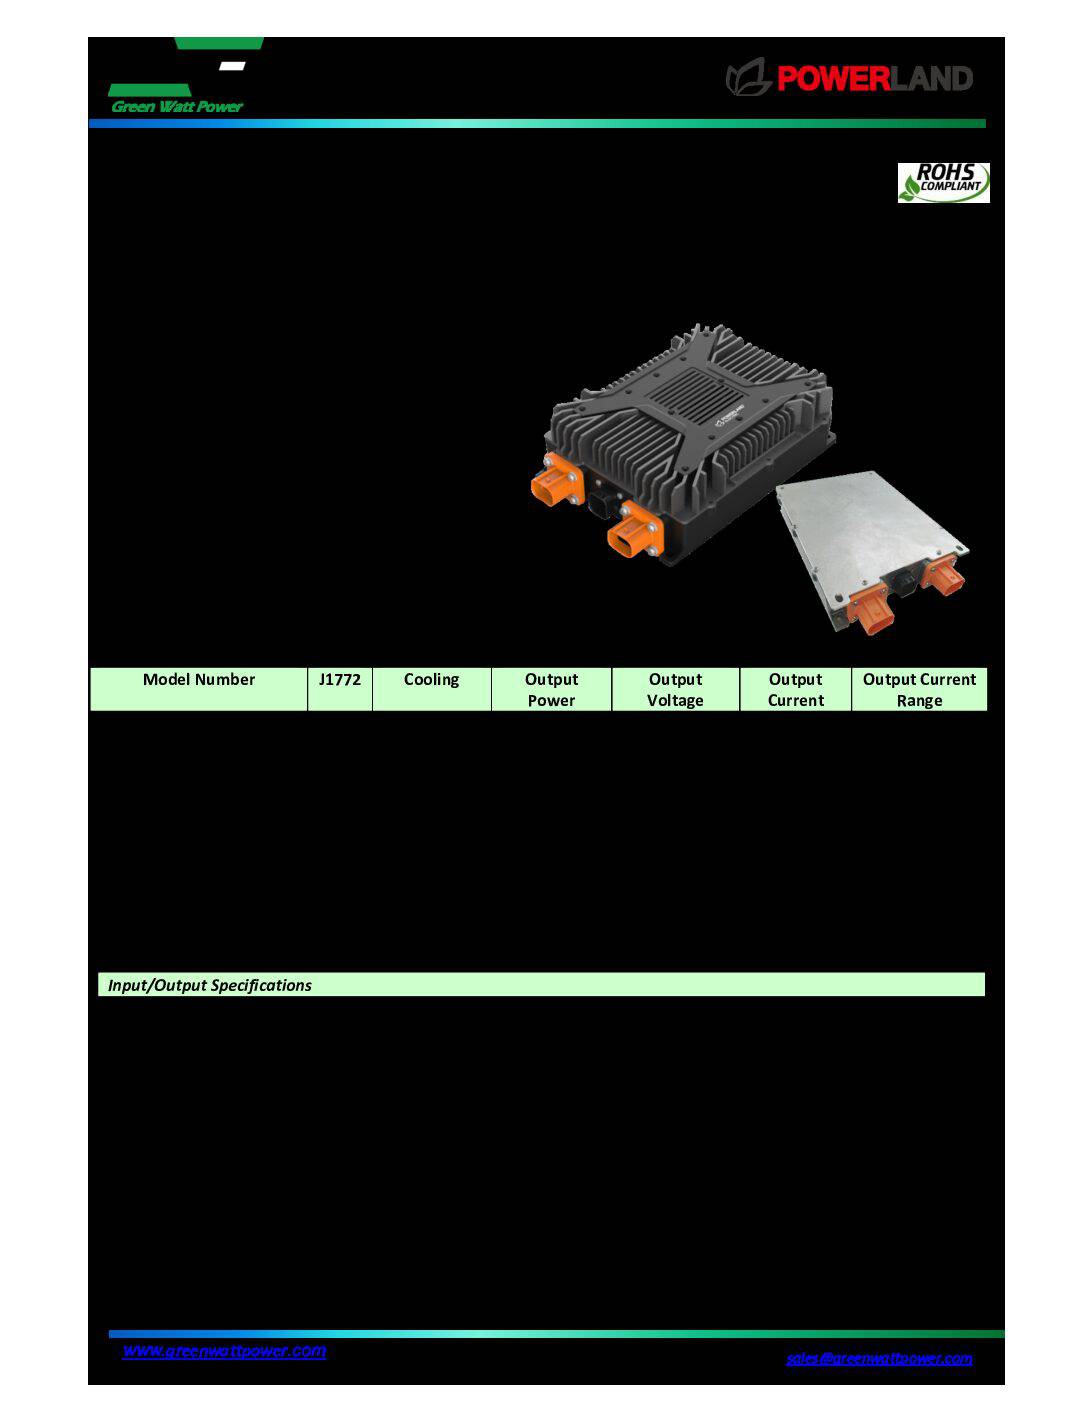 Green Watt Power
POWERLAND
ROHS
COMPLIANT
POWERLAND
Model Number J1772 Cooling Output Power Output Voltage Output Current Output Current Range
Input/Output Specifications
www.greenwattpower.com
sales@greenwattpower.com